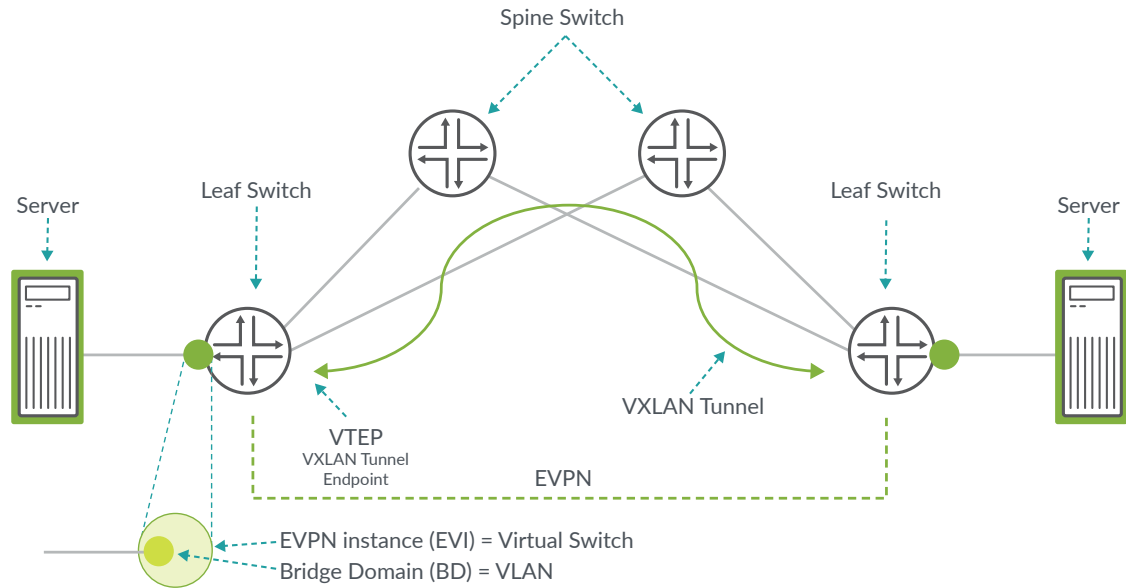 Spine Switch
Leaf Switch
Leaf Switch
Server
Server
VXLAN Tunnel
VTEP
VXLAN Tunnel
Endpoint
EVPN
EVPN instance (EVI) = Virtual Switch
Bridge Domain (BD) = VLAN